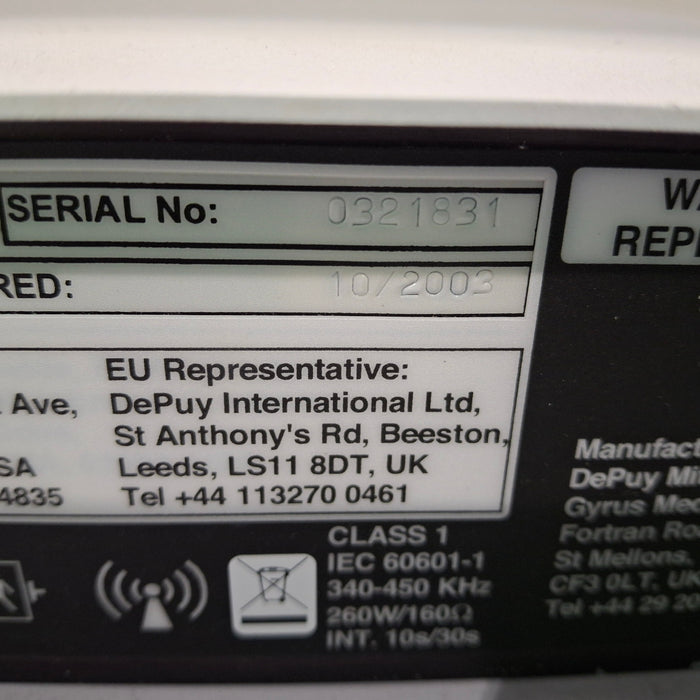 SERIAL No: 0321831
RED: 10/2003
EU Representative:
Ave, DePuy International Ltd,
St Anthony's Rd, Beeston,
SA Leeds, LS11 8DT, UK
4835 Tel +44 113270 0461
CLASS 1
IEC 60601-1
340-450 KHz
260W/160Ω
INT. 10s/30s
W
REP
Manufact
DePuy Mit
Gyrus Me
Fortran Ro
St Mellons,
CF3 0LT, UK
Tel +44 29 20